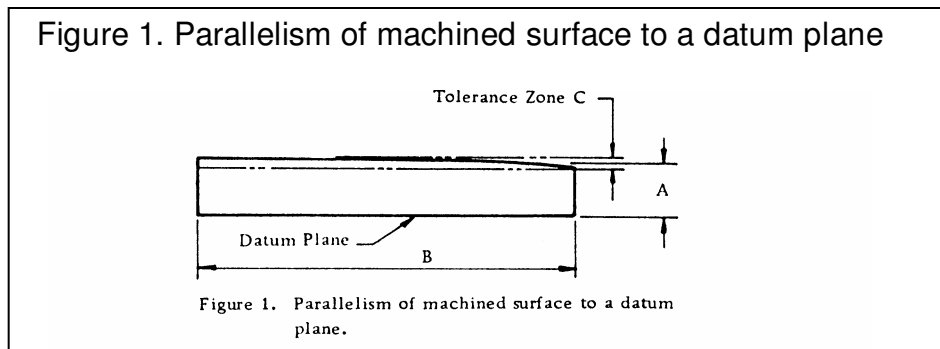 Figure 1. Parallelism of machined surface to a datum plane
Tolerance Zone C
A
Datum Plane
B
Figure 1. Parallelism of machined surface to a datum
plane.